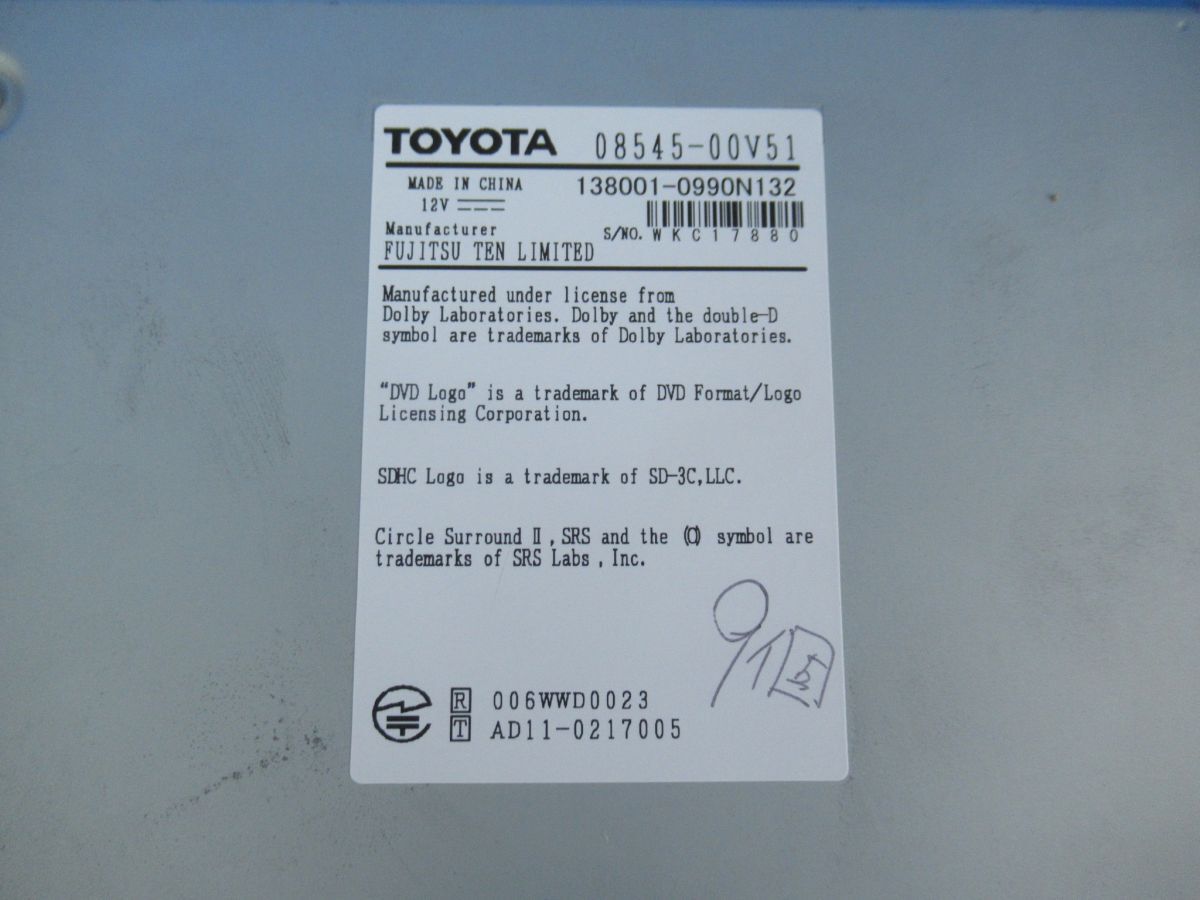 TOYOTA 08545-00V51
MADE IN CHINA 138001-0990N132
12V
Manufacturer S/NO. WKC17880
FUJITSU TEN LIMITED
Manufactured under license from
Dolby Laboratories. Dolby and the double-D
symbol are trademarks of Dolby Laboratories.
“DVD Logo” is a trademark of DVD Format/Logo
Licensing Corporation.
SDHC Logo is a trademark of SD-3C,LLC.
Circle Surround Ⅱ, SRS and the (O) symbol are
trademarks of SRS Labs, Inc.
R 006WWD0023
T AD11-0217005